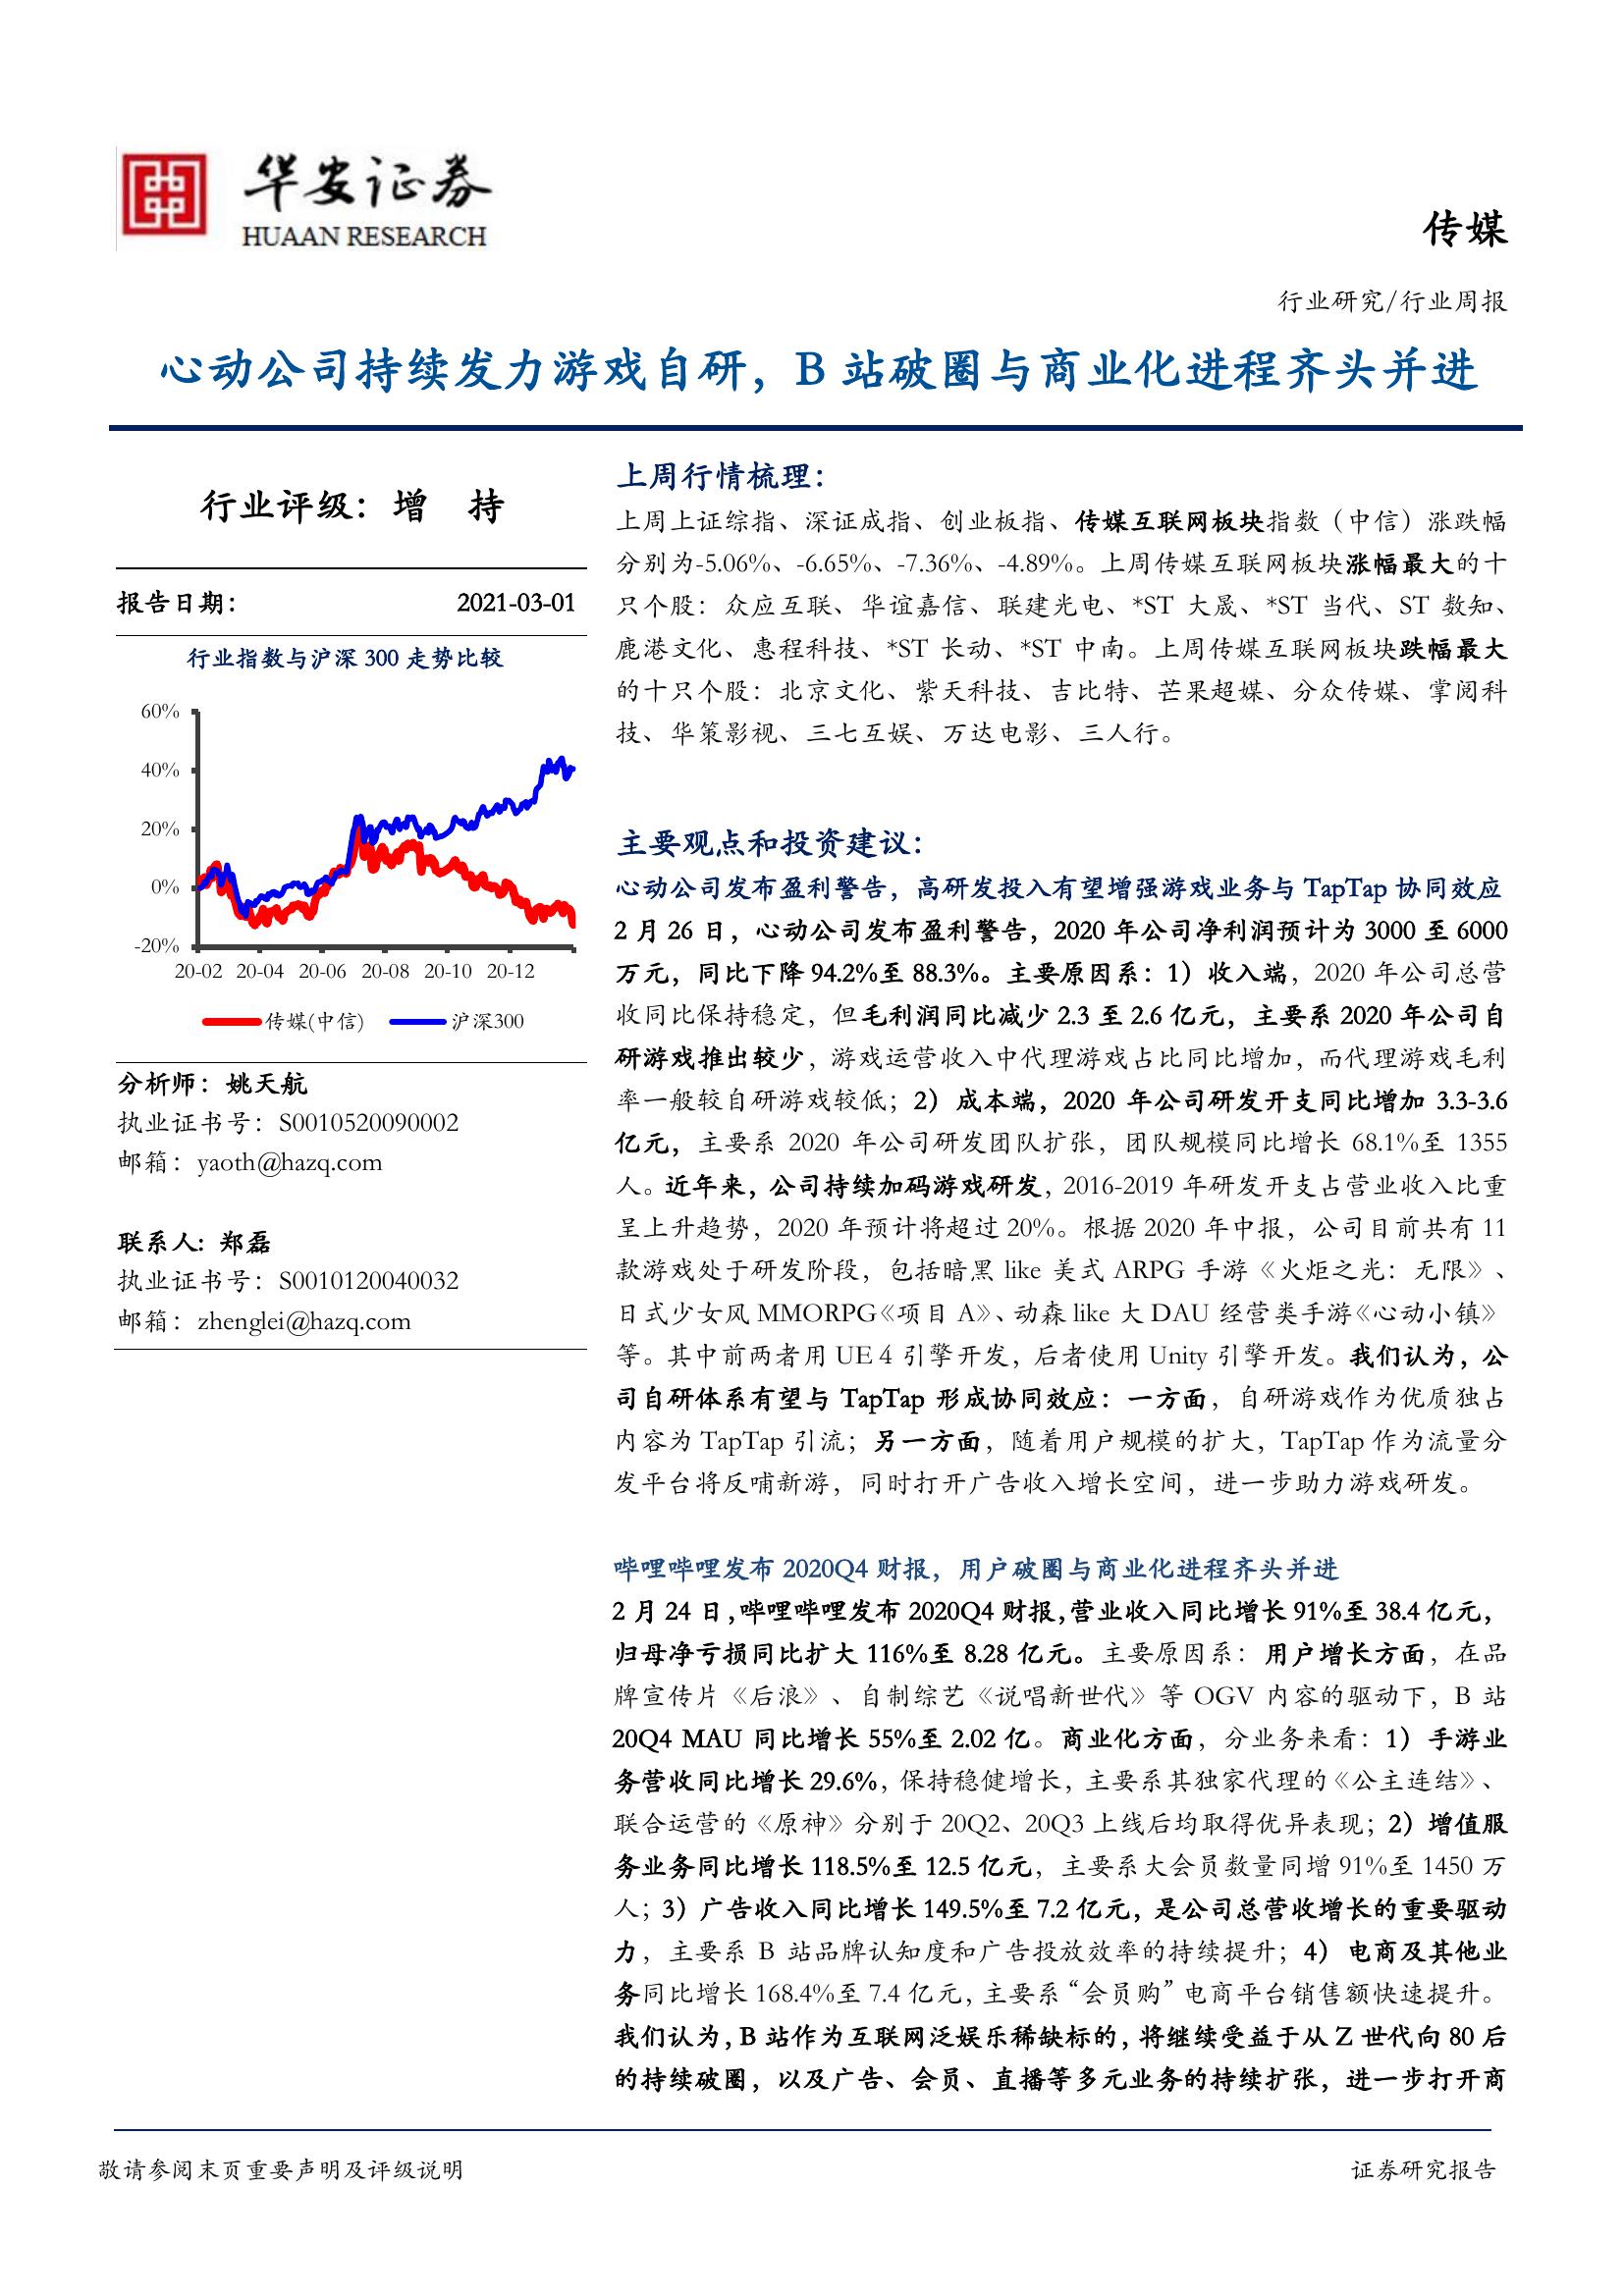 华安证券
HUAAN RESEARCH
传媒
行业研究/行业周报
心动公司持续发力游戏自研，B 站破圈与商业化进程齐头并进
行业评级：增 持
报告日期： 2021-03-01
行业指数与沪深 300 走势比较
60%
40%
20%
0%
-20%
20-02 20-04 20-06 20-08 20-10 20-12
传媒(中信) 沪深300
分析师：姚天航
执业证书号：S0010520090002
邮箱：yaoth@hazq.com
联系人：郑磊
执业证书号：S0010120040032
邮箱：zhenglei@hazq.com
上周行情梳理：
上周上证综指、深证成指、创业板指、传媒互联网板块指数（中信）涨跌幅
分别为-5.06%、-6.65%、-7.36%、-4.89%。上周传媒互联网板块涨幅最大的十
只个股：众应互联、华谊嘉信、联建光电、*ST 大晟、*ST 当代、ST 数知、
鹿港文化、惠程科技、*ST 长动、*ST 中南。上周传媒互联网板块跌幅最大
的十只个股：北京文化、紫天科技、吉比特、芒果超媒、分众传媒、掌阅科
技、华策影视、三七互娱、万达电影、三人行。
主要观点和投资建议：
心动公司发布盈利警告，高研发投入有望增强游戏业务与 TapTap 协同效应
2 月 26 日，心动公司发布盈利警告，2020 年公司净利润预计为 3000 至 6000
万元，同比下降 94.2%至 88.3%。主要原因系：1）收入端，2020 年公司总营
收同比保持稳定，但毛利润同比减少 2.3 至 2.6 亿元，主要系 2020 年公司自
研游戏推出较少，游戏运营收入中代理游戏占比同比增加，而代理游戏毛利
率一般较自研游戏较低；2）成本端，2020 年公司研发开支同比增加 3.3-3.6
亿元，主要系 2020 年公司研发团队扩张，团队规模同比增长 68.1%至 1355
人。近年来，公司持续加码游戏研发，2016-2019 年研发开支占营业收入比重
呈上升趋势，2020 年预计将超过 20%。根据 2020 年中报，公司目前共有 11
款游戏处于研发阶段，包括暗黑 like 美式 ARPG 手游《火炬之光：无限》、
日式少女风 MMORPG《项目 A》、动森 like 大 DAU 经营类手游《心动小镇》
等。其中前两者用 UE 4 引擎开发，后者使用 Unity 引擎开发。我们认为，公
司自研体系有望与 TapTap 形成协同效应：一方面，自研游戏作为优质独占
内容为 TapTap 引流；另一方面，随着用户规模的扩大，TapTap 作为流量分
发平台将反哺新游，同时打开广告收入增长空间，进一步助力游戏研发。
哔哩哔哩发布 2020Q4 财报，用户破圈与商业化进程齐头并进
2 月 24 日，哔哩哔哩发布 2020Q4 财报，营业收入同比增长 91%至 38.4 亿元，
归母净亏损同比扩大 116%至 8.28 亿元。主要原因系：用户增长方面，在品
牌宣传片《后浪》、自制综艺《说唱新世代》等 OGV 内容的驱动下，B 站
20Q4 MAU 同比增长 55%至 2.02 亿。商业化方面，分业务来看：1）手游业
务营收同比增长 29.6%，保持稳健增长，主要系其独家代理的《公主连结》、
联合运营的《原神》分别于 20Q2、20Q3 上线后均取得优异表现；2）增值服
务业务同比增长 118.5%至 12.5 亿元，主要系大会员数量同增 91%至 1450 万
人；3）广告收入同比增长 149.5%至 7.2 亿元，是公司总营收增长的重要驱动
力，主要系 B 站品牌认知度和广告投放效率的持续提升；4）电商及其他业
务同比增长 168.4%至 7.4 亿元，主要系“会员购”电商平台销售额快速提升。
我们认为，B 站作为互联网泛娱乐稀缺标的，将继续受益于从 Z 世代向 80 后
的持续破圈，以及广告、会员、直播等多元业务的持续扩张，进一步打开商
敬请参阅末页重要声明及评级说明 证券研究报告